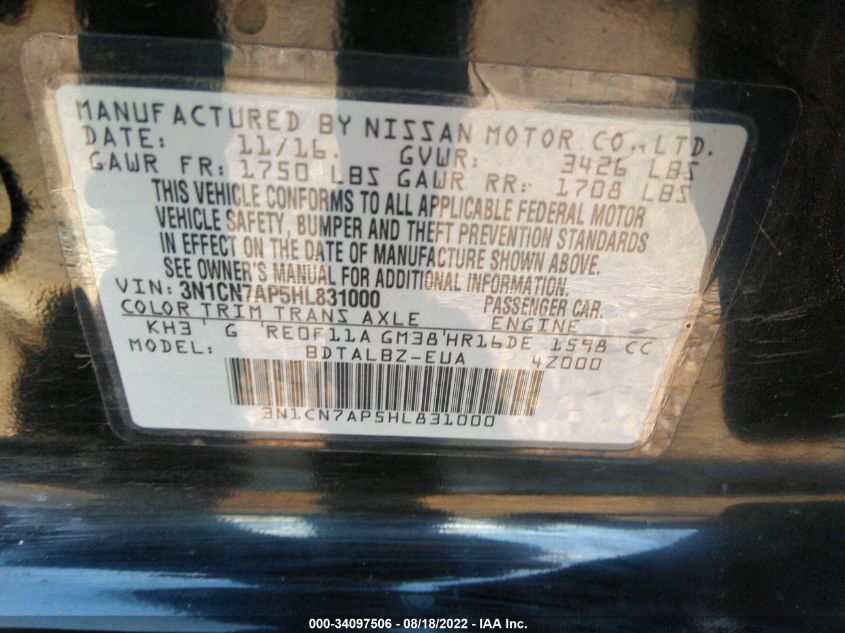 MANUFACTURED BY NISSAN MOTOR CO., LTD.
DATE: 11/16. GVWR: 3426 LBS
GAWR FR: 1750 LBS GAWR RR: 1708 LBS
THIS VEHICLE CONFORMS TO ALL APPLICABLE FEDERAL MOTOR
VEHICLE SAFETY, BUMPER AND THEFT PREVENTION STANDARDS
IN EFFECT ON THE DATE OF MANUFACTURE SHOWN ABOVE.
SEE OWNER'S MANUAL FOR ADDITIONAL INFORMATION.
VIN: 3N1CN7AP5HL831000 PASSENGER CAR.
COLOR TRIM TRANS AXLE ENGINE
KH3 ' G 'RE0F11A GM38'HR16DE 1598 CC
MODEL: BDTALBZ-EUA 4Z000
3N1CN7AP5HL831000
000-34097506 - 08/18/2022 - IAA Inc.